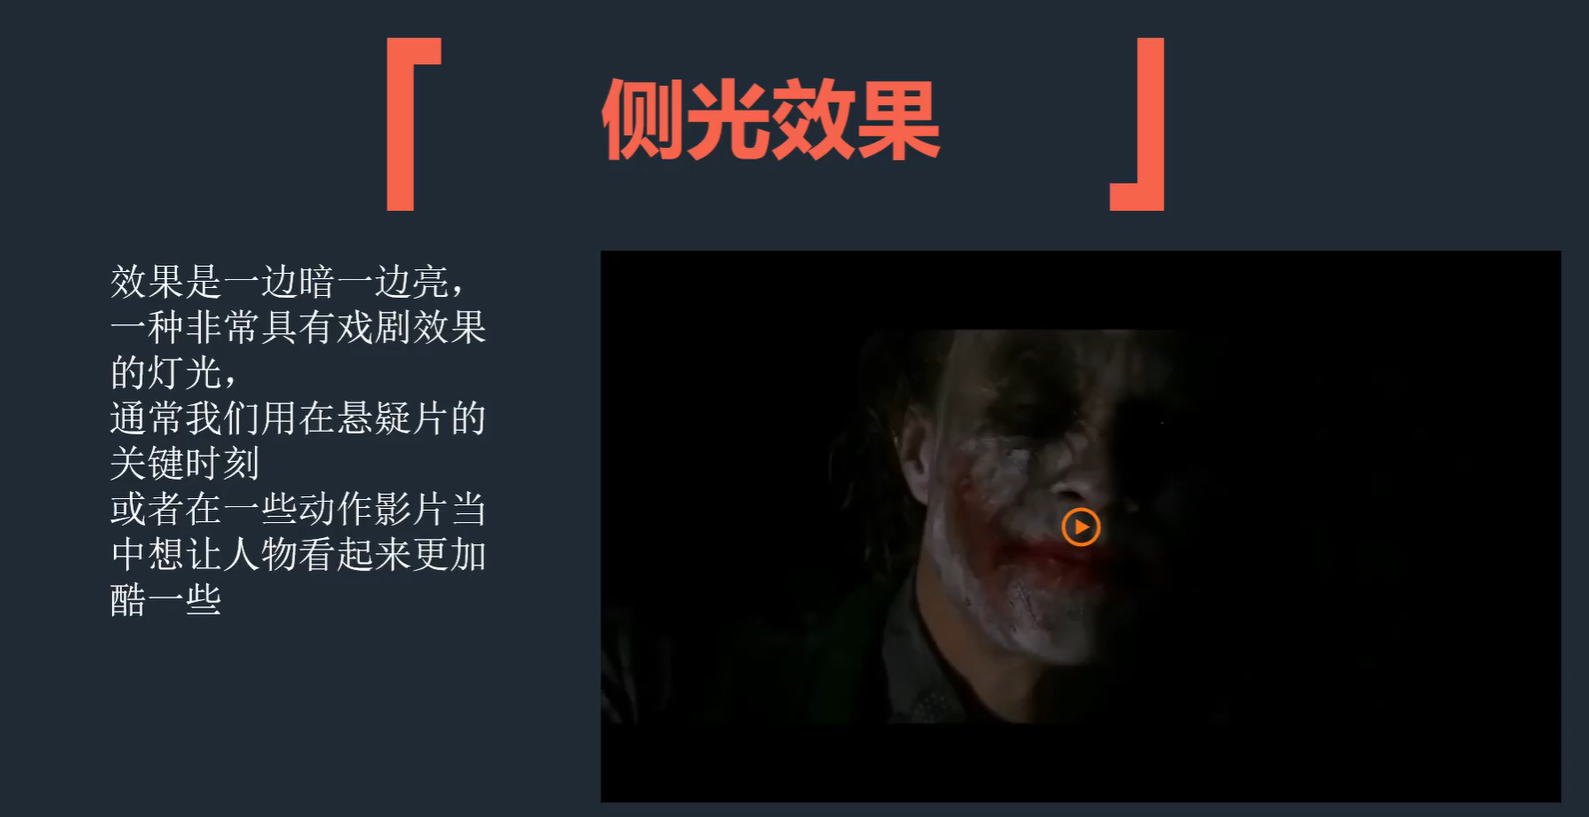 侧光效果
效果是一边暗一边亮，
一种非常具有戏剧效果
的灯光，
通常我们用在悬疑片的
关键时刻
或者在一些动作影片当
中想让人物看起来更加
酷一些